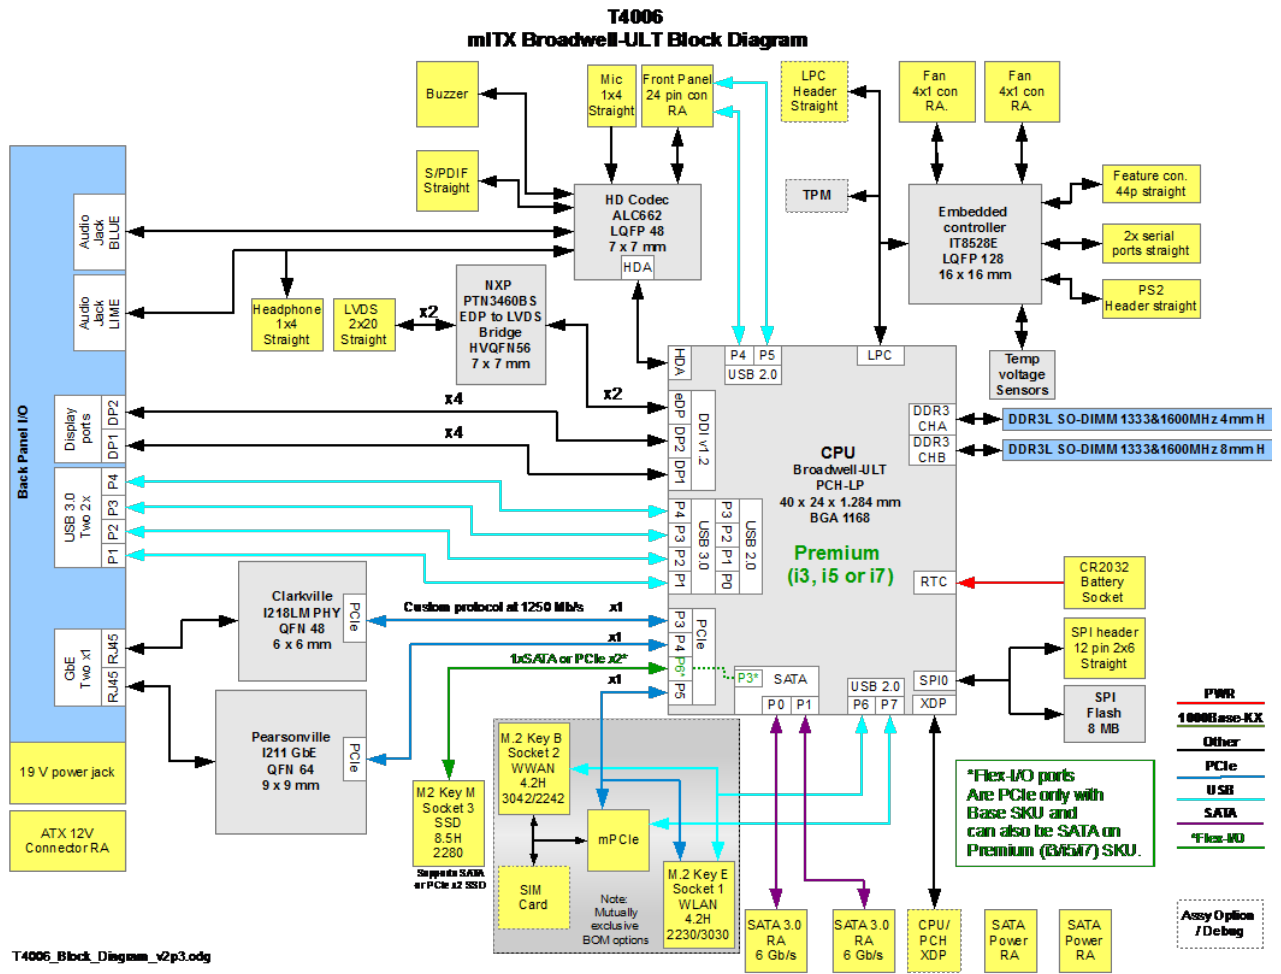 T4006
mITX Broadwell-ULT Block Diagram
Buzzer
Mic
1x4
Straight
Front Panel
24 pin con
RA
LPC
Header
Straight
Fan
4x1 con
RA.
Fan
4x1 con
RA.
S/PDIF
Straight
HD Codec
ALC662
LQFP 48
7 x 7 mm
HDA
TPM
Embedded
controller
IT8528E
LQFP 128
16 x 16 mm
Feature con.
44p straight
2x serial
ports straight
PS2
Header straight
Temp
voltage
Sensors
Back Panel I/O
Audio
Jack
BLUE
Audio
Jack
LIME
Headphone
1x4
Straight
LVDS
2x20
Straight
x2
NXP
PTN3460BS
EDP to LVDS
Bridge
HVQFN56
7 x 7 mm
x2
x4
x4
Display
ports
DP2
DP1
USB 3.0
Two 2x
P4
P3
P2
P1
GbE
Two x1
RJ45
RJ45
19 V power jack
ATX 12V
Connector RA
Clarkville
I218LM PHY
QFN 48
6 x 6 mm
PCIe
Pearsonville
I211 GbE
QFN 64
9 x 9 mm
PCIe
Custom protocol at 1250 Mb/s
x1
x1
1xSATA or PCIe x2*
x1
HDA
P4
P5
USB 2.0
LPC
eDP
DP2
DP1
DDI v1.2
DDR3
CHA
DDR3
CHB
DDR3L SO-DIMM 1333&1600MHz 4mm H
DDR3L SO-DIMM 1333&1600MHz 8mm H
CPU
Broadwell-ULT
PCH-LP
40 x 24 x 1.284 mm
BGA 1168
Premium
(i3, i5 or i7)
P4
P3
P2
P1
USB 3.0
P3
P2
P1
P0
USB 2.0
P3
P4
P6*
P5
PCIe
P3*
SATA
P0
P1
USB 2.0
P6
P7
RTC
SPI0
XDP
CR2032
Battery
Socket
SPI header
12 pin 2x6
Straight
SPI
Flash
8 MB
M2 Key M
Socket 3
SSD
8.5H
2280
Supports SATA
or PCIe x2 SSD
M.2 Key B
Socket 2
WWAN
4.2H
3042/2242
mPCIe
SIM
Card
Note:
Mutually
exclusive
BOM options
M.2 Key E
Socket 1
WLAN
4.2H
2230/3030
SATA 3.0
RA
6 Gb/s
SATA 3.0
RA
6 Gb/s
CPU/
PCH
XDP
SATA
Power
RA
SATA
Power
RA
*Flex-I/O ports
Are PCIe only with
Base SKU and
can also be SATA on
Premium (i3/i5/i7) SKU.
PWR
1000Base-KX
Other
PCIe
USB
SATA
*Flex-I/O
Assy Option
/ Debug
T4006_Block_Diagram_v2p3.odg